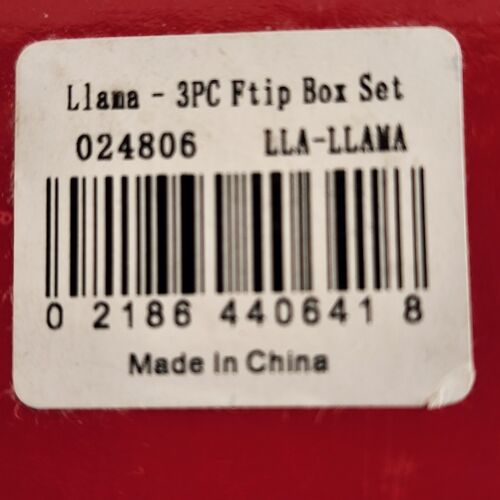 Llama - 3PC Ftip Box Set
024806 LLA-LLAMA
0 2186 440641 8
Made In China